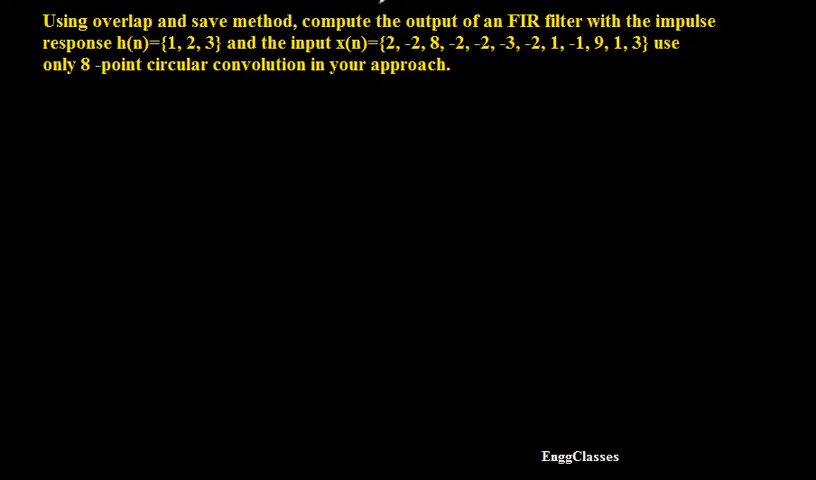 Using overlap and save method, compute the output of an FIR filter with the impulse
response h(n)={1, 2, 3} and the input x(n)={2, -2, 8, -2, -2, -3, -2, 1, -1, 9, 1, 3} use
only 8 -point circular convolution in your approach.
EnggClasses